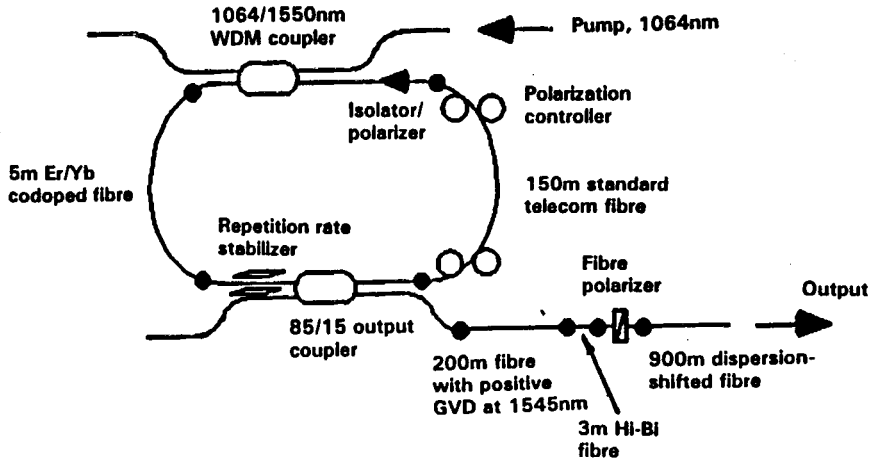 1064/1550nm
WDM coupler
Pump, 1064nm
Isolator/
polarizer
Polarization
controller
5m Er/Yb
codoped fibre
150m standard
telecom fibre
Repetition rate
stabilizer
Fibre
polarizer
Output
85/15 output
coupler
200m fibre
with positive
GVD at 1545nm
900m dispersion-
shifted fibre
3m Hi-Bi
fibre